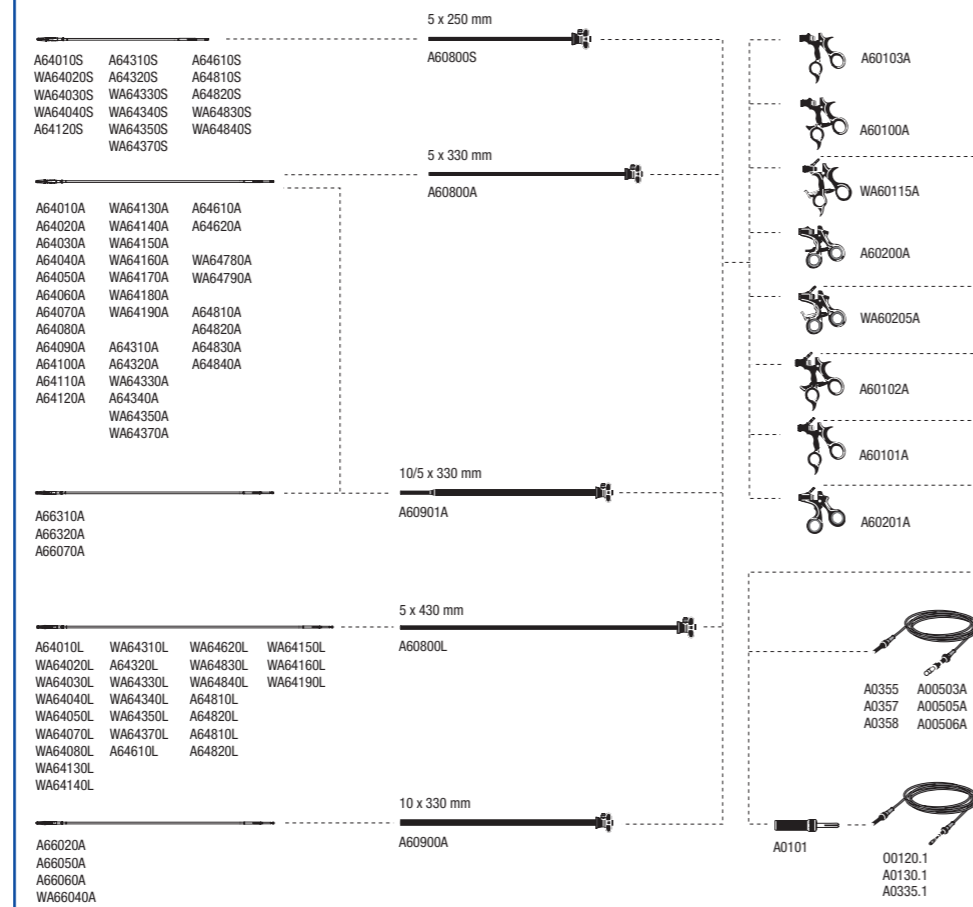 5 x 250 mm
A60800S
A64010S A64310S A64610S
WA64020S A64320S A64810S
WA64030S WA64330S A64820S
WA64040S WA64340S WA64830S
A64120S WA64350S WA64840S
WA64370S
5 x 330 mm
A60800A
A64010A WA64130A A64610A
A64020A WA64140A A64620A
A64030A WA64150A
A64040A WA64160A WA64780A
A64050A WA64170A WA64790A
A64060A WA64180A
A64070A WA64190A A64810A
A64080A A64820A
A64090A A64310A A64830A
A64100A A64320A A64840A
A64110A WA64330A
A64120A A64340A
WA64350A
WA64370A
10/5 x 330 mm
A60901A
A66310A
A66320A
A66070A
5 x 430 mm
A60800L
A64010L WA64310L WA64620L WA64150L
WA64020L A64320L WA64830L WA64160L
WA64030L WA64330L WA64840L WA64190L
WA64040L WA64340L A64810L
WA64050L WA64350L A64820L
WA64070L WA64370L A64810L
WA64080L A64610L A64820L
WA64130L
WA64140L
10 x 330 mm
A60900A
A66020A
A66050A
A66060A
WA66040A
A60103A
A60100A
WA60115A
A60200A
WA60205A
A60102A
A60101A
A60201A
A0355 A00503A
A0357 A00505A
A0358 A00506A
A0101
O0120.1
A0130.1
A0335.1